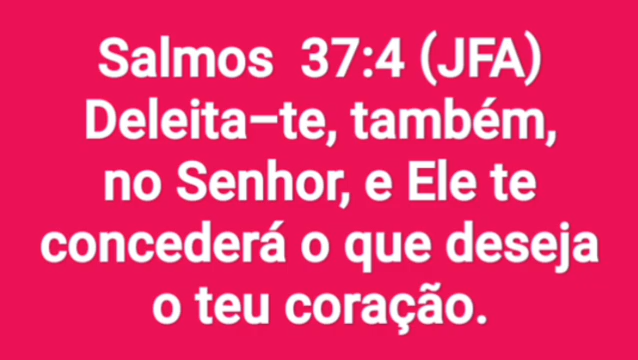 Salmos  37:4 (JFA)
Deleita–te, também,
no Senhor, e Ele te
concederá o que deseja
o teu coração.